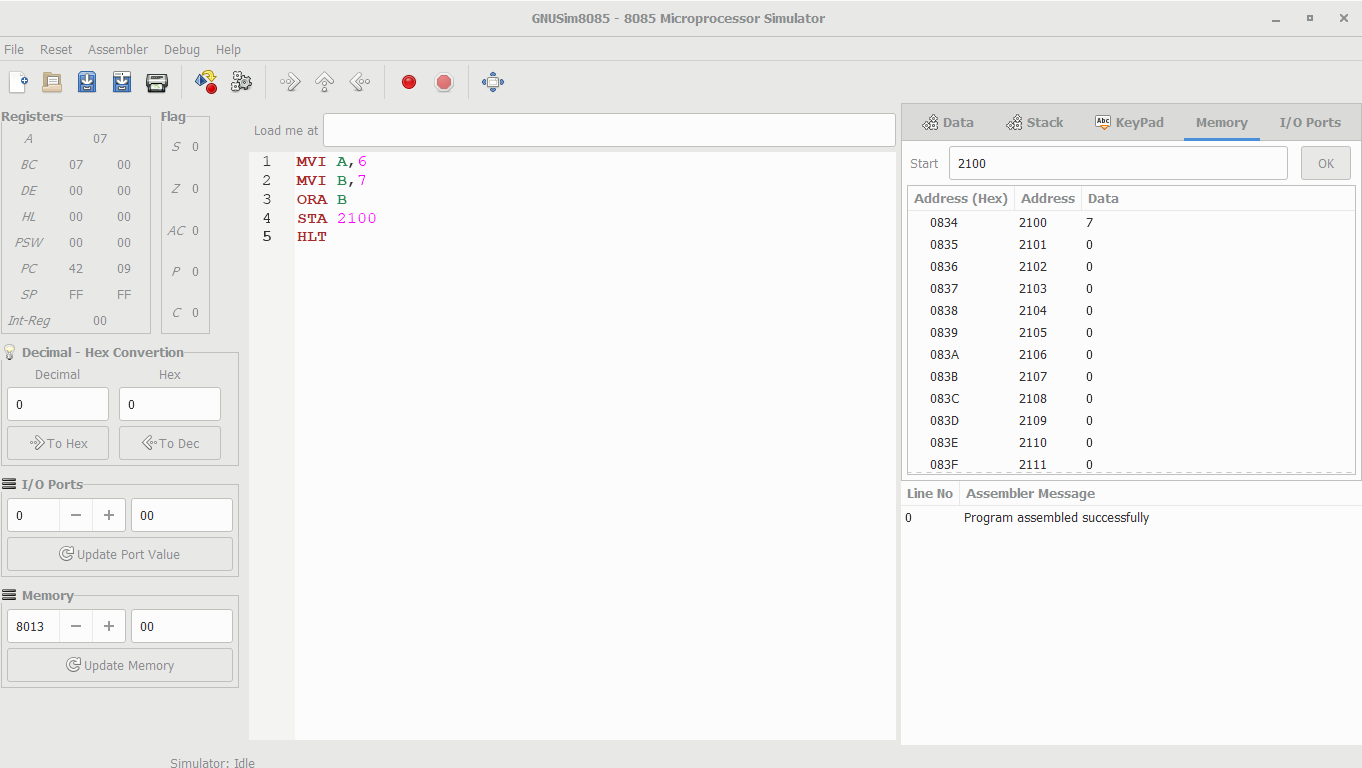 GNUSim8085 - 8085 Microprocessor Simulator
File Reset Assembler Debug Help
Registers
A 07
BC 07 00
DE 00 00
HL 00 00
PSW 00 00
PC 42 09
SP FF FF
Int-Reg 00
Flag
S 0
Z 0
AC 0
P 0
C 0
Decimal - Hex Convertion
Decimal Hex
0 0
To Hex To Dec
I/O Ports
0 00
Update Port Value
Memory
8013 00
Update Memory
Load me at
1 MVI A,6
2 MVI B,7
3 ORA B
4 STA 2100
5 HLT
Data Stack Abc KeyPad Memory I/O Ports
Start 2100 OK
Address (Hex) Address Data
0834 2100 7
0835 2101 0
0836 2102 0
0837 2103 0
0838 2104 0
0839 2105 0
083A 2106 0
083B 2107 0
083C 2108 0
083D 2109 0
083E 2110 0
083F 2111 0
Line No Assembler Message
0 Program assembled successfully
Simulator: Idle